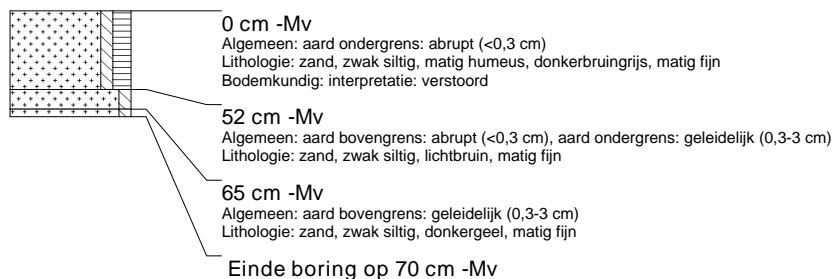 0 cm -Mv
Algemeen: aard ondergrens: abrupt (<0,3 cm)
Lithologie: zand, zwak siltig, matig humeus, donkerbruingrijs, matig fijn
Bodemkundig: interpretatie: verstoord
52 cm -Mv
Algemeen: aard bovengrens: abrupt (<0,3 cm), aard ondergrens: geleidelijk (0,3-3 cm)
Lithologie: zand, zwak siltig, lichtbruin, matig fijn
65 cm -Mv
Algemeen: aard bovengrens: geleidelijk (0,3-3 cm)
Lithologie: zand, zwak siltig, donkergeel, matig fijn
Einde boring op 70 cm -Mv